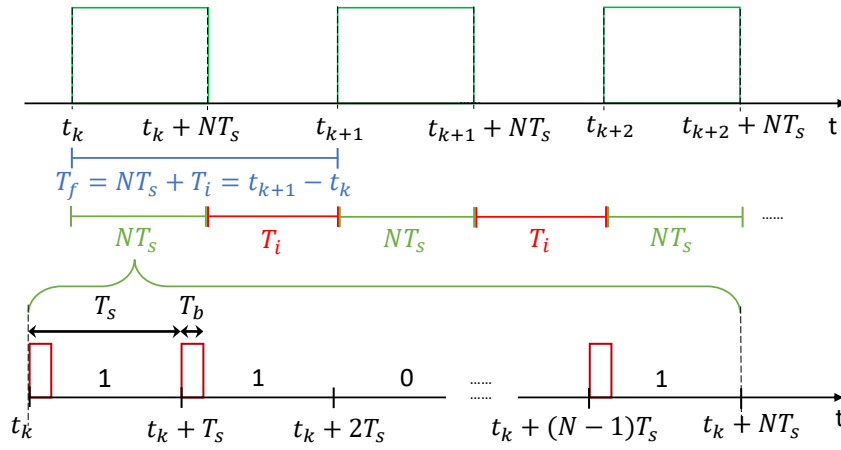 t_k t_k + NT_s t_{k+1} t_{k+1} + NT_s t_{k+2} t_{k+2} + NT_s t
T_f = NT_s + T_i = t_{k+1} − t_k
......
NT_s T_i NT_s T_i NT_s
T_s T_b
1 1 0 ...... 1
......
t_k t_k + T_s t_k + 2T_s t_k + (N − 1)T_s t_k + NT_s t